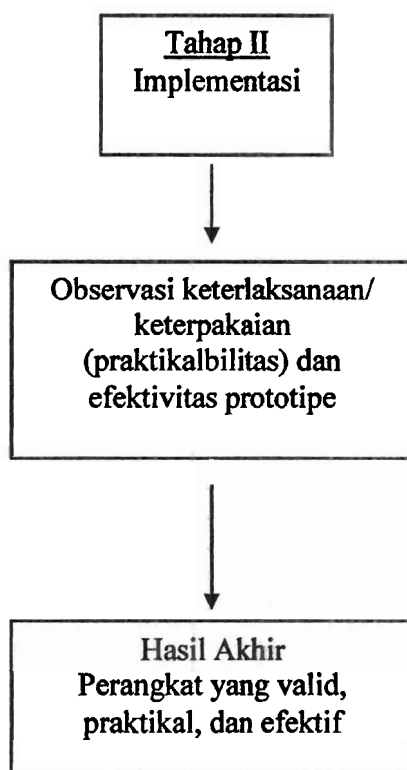 Tahap II
Implementasi
Observasi keterlaksanaan/
keterpakaian
(praktikalbilitas) dan
efektivitas prototipe
Hasil Akhir
Perangkat yang valid,
praktikal, dan efektif